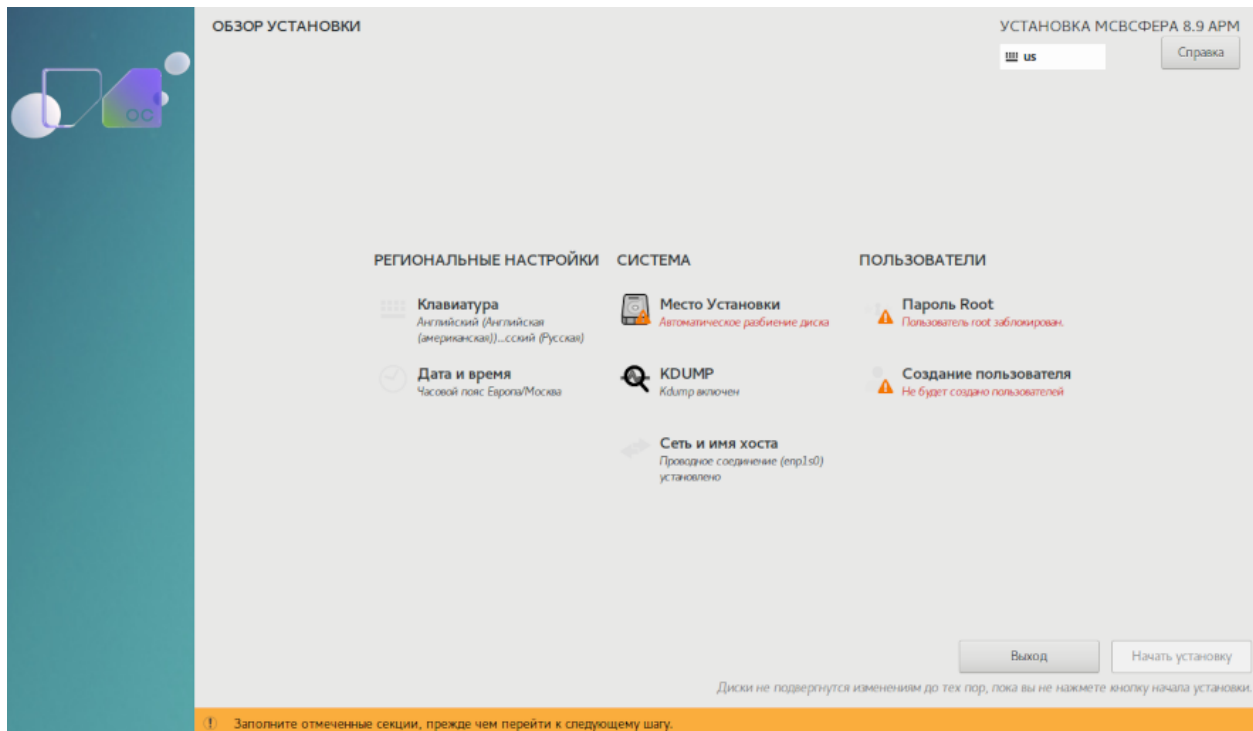 ОБЗОР УСТАНОВКИ
УСТАНОВКА МСВСФЕРА 8.9 АРМ
us
Справка
ОС
РЕГИОНАЛЬНЫЕ НАСТРОЙКИ
Клавиатура
Английский (Английская
(американская))...сский (Русская)
Дата и время
Часовой пояс Европа/Москва
СИСТЕМА
Место Установки
Автоматическое разбиение диска
KDUMP
Kdump включен
Сеть и имя хоста
Проводное соединение (enp1s0)
установлено
ПОЛЬЗОВАТЕЛИ
Пароль Root
Пользователь root заблокирован.
Создание пользователя
Не будет создано пользователей
Выход
Начать установку
Диски не подвергнутся изменениям до тех пор, пока вы не нажмете кнопку начала установки.
Заполните отмеченные секции, прежде чем перейти к следующему шагу.